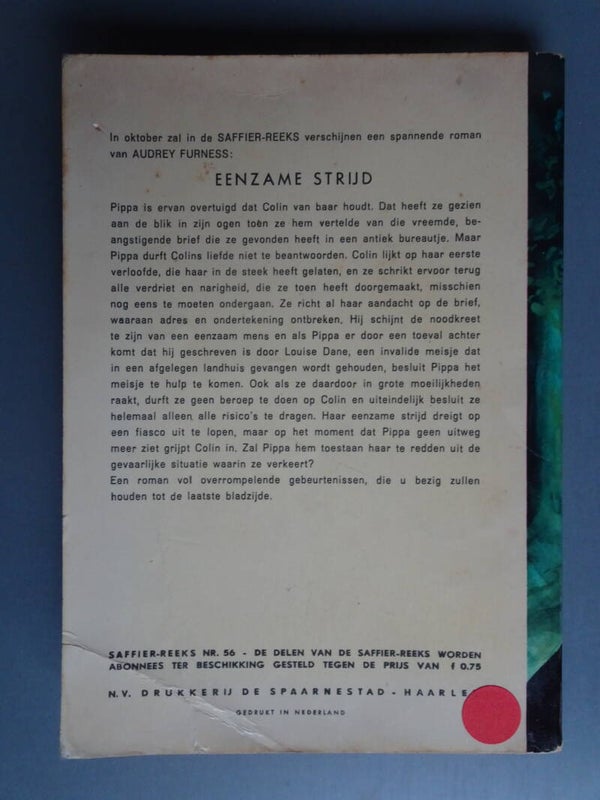 In oktober zal in de SAFFIER-REEKS verschijnen een spannende roman
van AUDREY FURNESS:
EENZAME STRIJD
Pippa is ervan overtuigd dat Colin van baar houdt. Dat heeft ze gezien
aan de blik in zijn ogen toen ze hem vertelde van die vreemde, be-
angstigende brief die ze gevonden heeft in een antiek bureautje. Maar
Pippa durft Colins liefde niet te beantwoorden. Colin lijkt op haar eerste
verloofde, die haar in de steek heeft gelaten, en ze schrikt ervoor terug
alle verdriet en narigheid, die ze toen heeft doorgemaakt, misschien
nog eens te moeten ondergaan. Ze richt al haar aandacht op de brief,
waaraan adres en ondertekening ontbreken. Hij schijnt de noodkreet
te zijn van een eenzaam mens en als Pippa er door een toeval achter
komt dat hij geschreven is door Louise Dane, een invalide meisje dat
in een afgelegen landhuis gevangen wordt gehouden, besluit Pippa het
meisje te hulp te komen. Ook als ze daardoor in grote moeilijkheden
raakt, durft ze geen beroep te doen op Colin en uiteindelijk besluit ze
helemaal alleen alle risico's te dragen. Haar eenzame strijd dreigt op
een fiasco uit te lopen, maar op het moment dat Pippa geen uitweg
meer ziet grijpt Colin in. Zal Pippa hem toestaan haar te redden uit de
gevaarlijke situatie waarin ze verkeert?
Een roman vol overrompelende gebeurtenissen, die u bezig zullen
houden tot de laatste bladzijde.
SAFFIER-REEKS NR. 56 - DE DELEN VAN DE SAFFIER-REEKS WORDEN
ABONNEES TER BESCHIKKING GESTELD TEGEN DE PRIJS VAN f 0.75
N.V. DRUKKERIJ DE SPAARNESTAD - HAARLE
GEDRUKT IN NEDERLAND